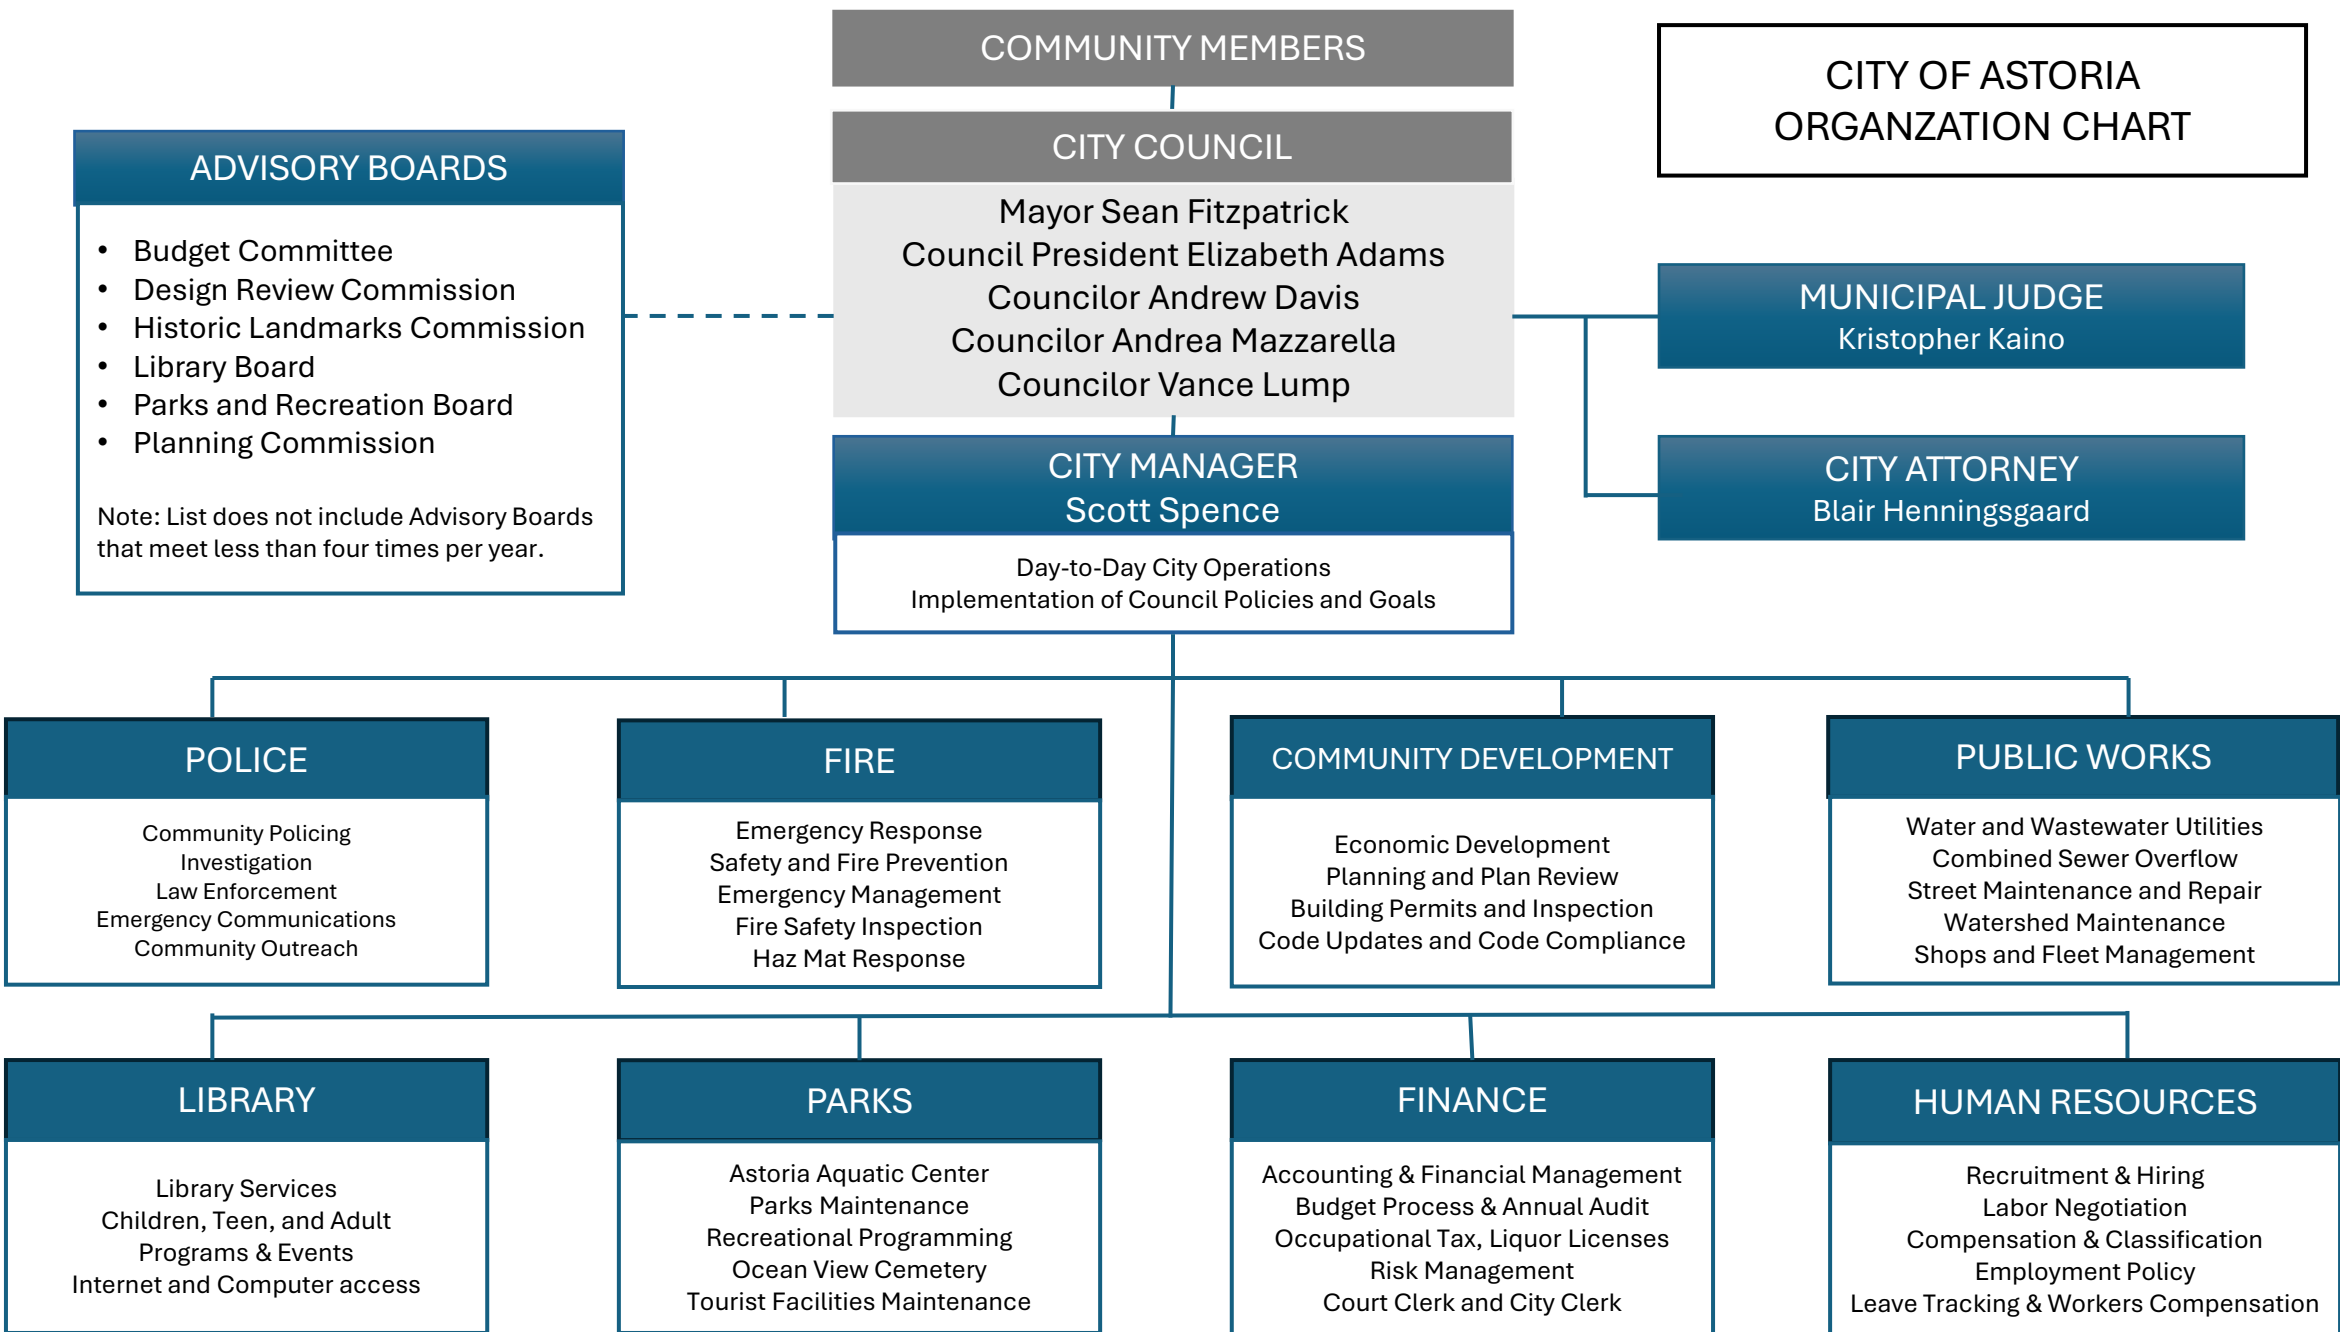 COMMUNITY MEMBERS
CITY OF ASTORIA
ORGANZATION CHART
CITY COUNCIL
Mayor Sean Fitzpatrick
Council President Elizabeth Adams
Councilor Andrew Davis
Councilor Andrea Mazzarella
Councilor Vance Lump
ADVISORY BOARDS
• Budget Committee
• Design Review Commission
• Historic Landmarks Commission
• Library Board
• Parks and Recreation Board
• Planning Commission
Note: List does not include Advisory Boards
that meet less than four times per year.
MUNICIPAL JUDGE
Kristopher Kaino
CITY ATTORNEY
Blair Henningsgaard
CITY MANAGER
Scott Spence
Day-to-Day City Operations
Implementation of Council Policies and Goals
POLICE
Community Policing
Investigation
Law Enforcement
Emergency Communications
Community Outreach
FIRE
Emergency Response
Safety and Fire Prevention
Emergency Management
Fire Safety Inspection
Haz Mat Response
COMMUNITY DEVELOPMENT
Economic Development
Planning and Plan Review
Building Permits and Inspection
Code Updates and Code Compliance
PUBLIC WORKS
Water and Wastewater Utilities
Combined Sewer Overflow
Street Maintenance and Repair
Watershed Maintenance
Shops and Fleet Management
LIBRARY
Library Services
Children, Teen, and Adult
Programs & Events
Internet and Computer access
PARKS
Astoria Aquatic Center
Parks Maintenance
Recreational Programming
Ocean View Cemetery
Tourist Facilities Maintenance
FINANCE
Accounting & Financial Management
Budget Process & Annual Audit
Occupational Tax, Liquor Licenses
Risk Management
Court Clerk and City Clerk
HUMAN RESOURCES
Recruitment & Hiring
Labor Negotiation
Compensation & Classification
Employment Policy
Leave Tracking & Workers Compensation